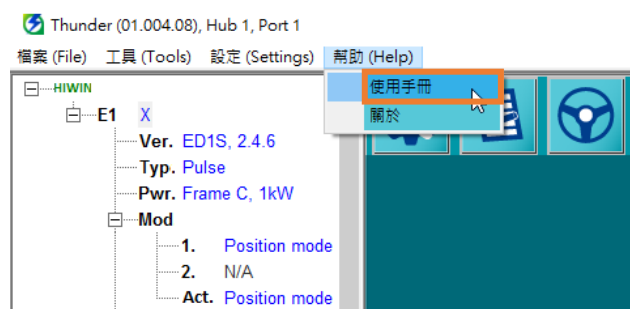 Thunder (01.004.08), Hub 1, Port 1
檔案 (File) 工具 (Tools) 設定 (Settings) 幫助 (Help)
使用手冊
關於
HIWIN
E1 X
Ver. ED1S, 2.4.6
Typ. Pulse
Pwr. Frame C, 1kW
Mod
1. Position mode
2. N/A
Act. Position mode